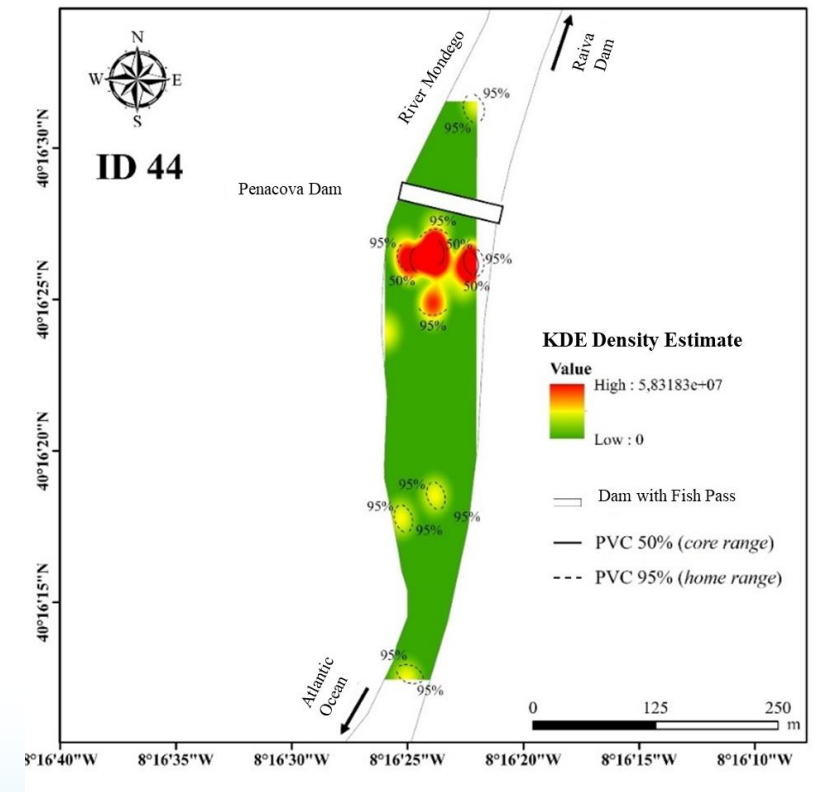 N
W E
S
ID 44
River Mondego
Raiva
Dam
95%
95%
Penacova Dam
95%
95%
50%
95%
50%
50%
95%
95%
95%
95%
95%
95%
95%
Atlantic
Ocean
KDE Density Estimate
Value
High : 5,83183e+07
Low : 0
Dam with Fish Pass
PVC 50% (core range)
PVC 95% (home range)
0 125 250
m
40°16'30"N
40°16'25"N
40°16'20"N
40°16'15"N
8°16'40"W 8°16'35"W 8°16'30"W 8°16'25"W 8°16'20"W 8°16'15"W 8°16'10"W